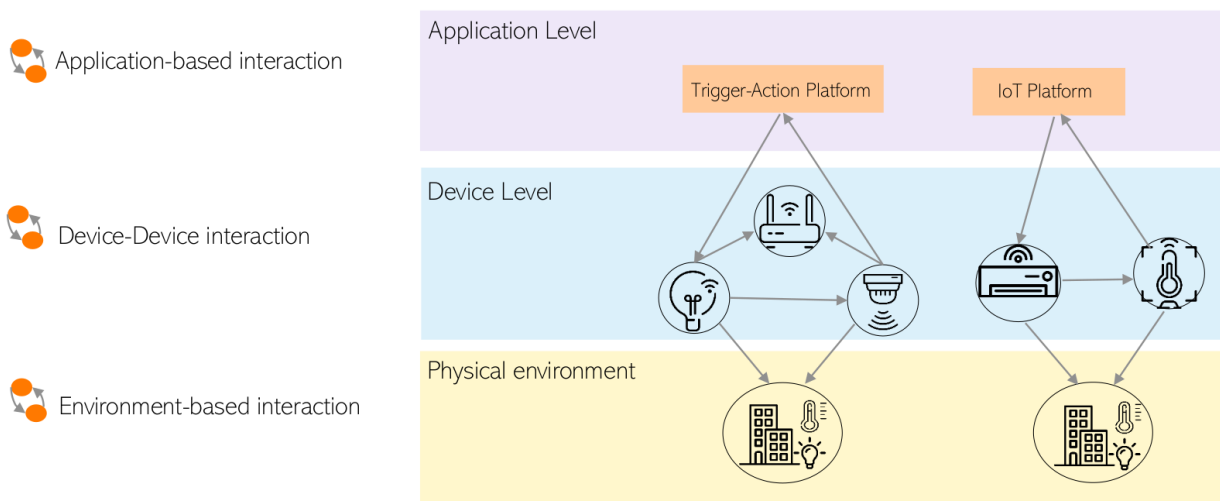 Application Level
Application-based interaction
Trigger-Action Platform
IoT Platform
Device Level
Device-Device interaction
Physical environment
Environment-based interaction